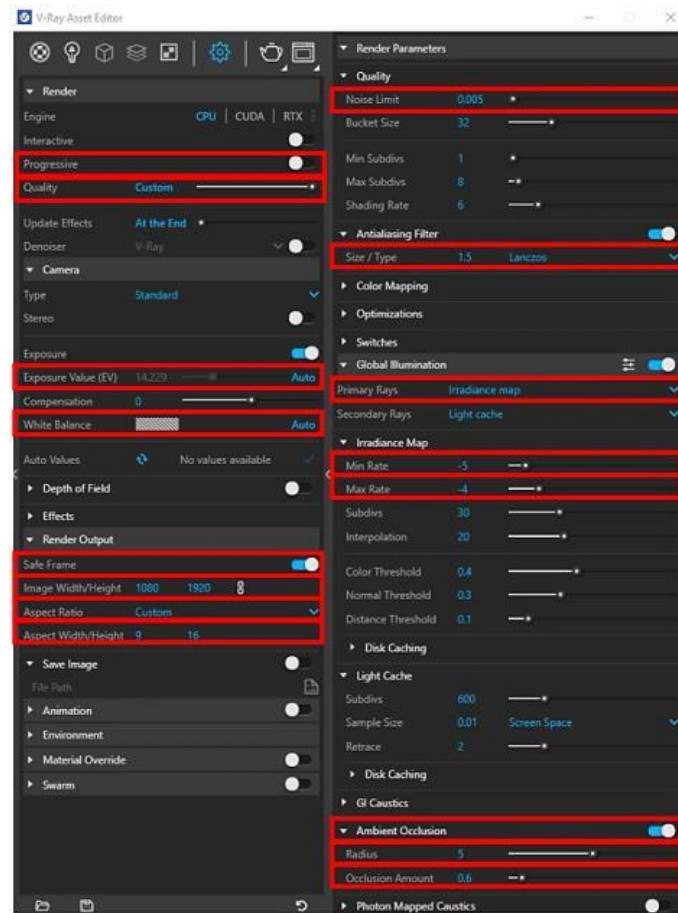 V-Ray Asset Editor
Render
Engine CPU | CUDA | RTX
Interactive
Progressive
Quality Custom
Update Effects At the End
Denoiser V-Ray
Camera
Type Standard
Stereo
Exposure
Exposure Value (EV) 14.229 Auto
Compensation 0
White Balance Auto
Auto Values No values available
Depth of Field
Effects
Render Output
Safe Frame
Image Width/Height 1080 1920
Aspect Ratio Custom
Aspect Width/Height 9 16
Save Image
File Path
Animation
Environment
Material Override
Swarm
Render Parameters
Quality
Noise Limit 0.005
Bucket Size 32
Min Subdivs 1
Max Subdivs 8
Shading Rate 6
Antialiasing Filter
Size / Type 1.5 Lanczos
Color Mapping
Optimizations
Switches
Global Illumination
Primary Rays Irradiance map
Secondary Rays Light cache
Irradiance Map
Min Rate -5
Max Rate -4
Subdivs 30
Interpolation 20
Color Threshold 0.4
Normal Threshold 0.3
Distance Threshold 0.1
Disk Caching
Light Cache
Subdivs 600
Sample Size 0.01 Screen Space
Retrace 2
Disk Caching
GI Caustics
Ambient Occlusion
Radius 5
Occlusion Amount 0.6
Photon Mapped Caustics